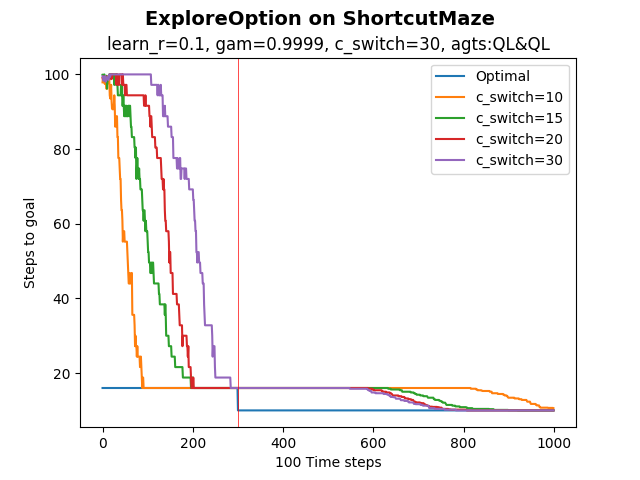 ExploreOption on ShortcutMaze
learn_r=0.1, gam=0.9999, c_switch=30, agts:QL&QL
Steps to goal
100
80
60
40
20
Optimal
c_switch=10
c_switch=15
c_switch=20
c_switch=30
0
200
400
600
800
1000
100 Time steps